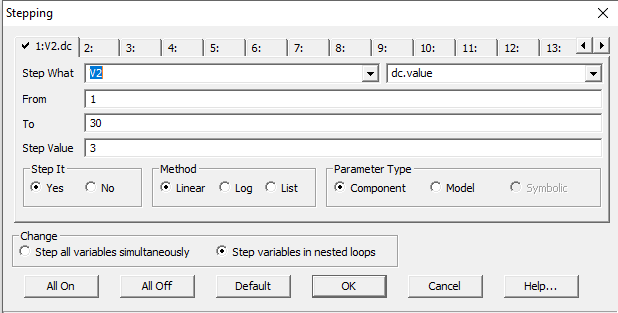 Stepping
1:V2.dc 2: 3: 4: 5: 6: 7: 8: 9: 10: 11: 12: 13:
Step What V2 dc.value
From 1
To 30
Step Value 3
Step It Method Parameter Type
Yes No Linear Log List Component Model Symbolic
Change
Step all variables simultaneously Step variables in nested loops
All On All Off Default OK Cancel Help...